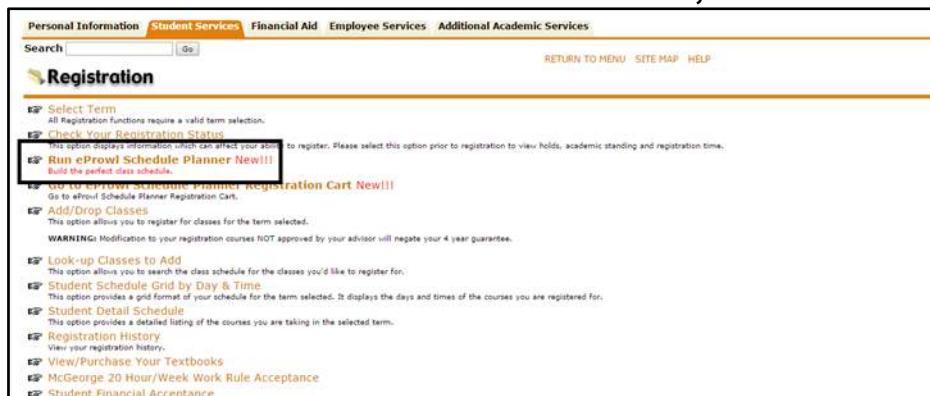 Personal Information Student Services Financial Aid Employee Services Additional Academic Services
Search Go
RETURN TO MENU SITE MAP HELP
Registration
Select Term
All Registration functions require a valid term selection.
Check Your Registration Status
This option displays information which can affect your ability to register. Please select this option prior to registration to view holds, academic standing and registration time.
Run eProwl Schedule Planner New!!!
Build the perfect class schedule.
Go to eProwl Schedule Planner Registration Cart New!!!
Go to eProwl Schedule Planner Registration Cart.
Add/Drop Classes
This option allows you to register for classes for the term selected.
WARNING: Modification to your registration courses NOT approved by your advisor will negate your 4 year guarantee.
Look-up Classes to Add
This option allows you to search the class schedule for the classes you'd like to register for.
Student Schedule Grid by Day & Time
This option provides a grid format of your schedule for the term selected. It displays the days and times of the courses you are registered for.
Student Detail Schedule
This option provides a detailed listing of the courses you are taking in the selected term.
Registration History
View your registration history.
View/Purchase Your Textbooks
McGeorge 20 Hour/Week Work Rule Acceptance
Student Financial Acceptance